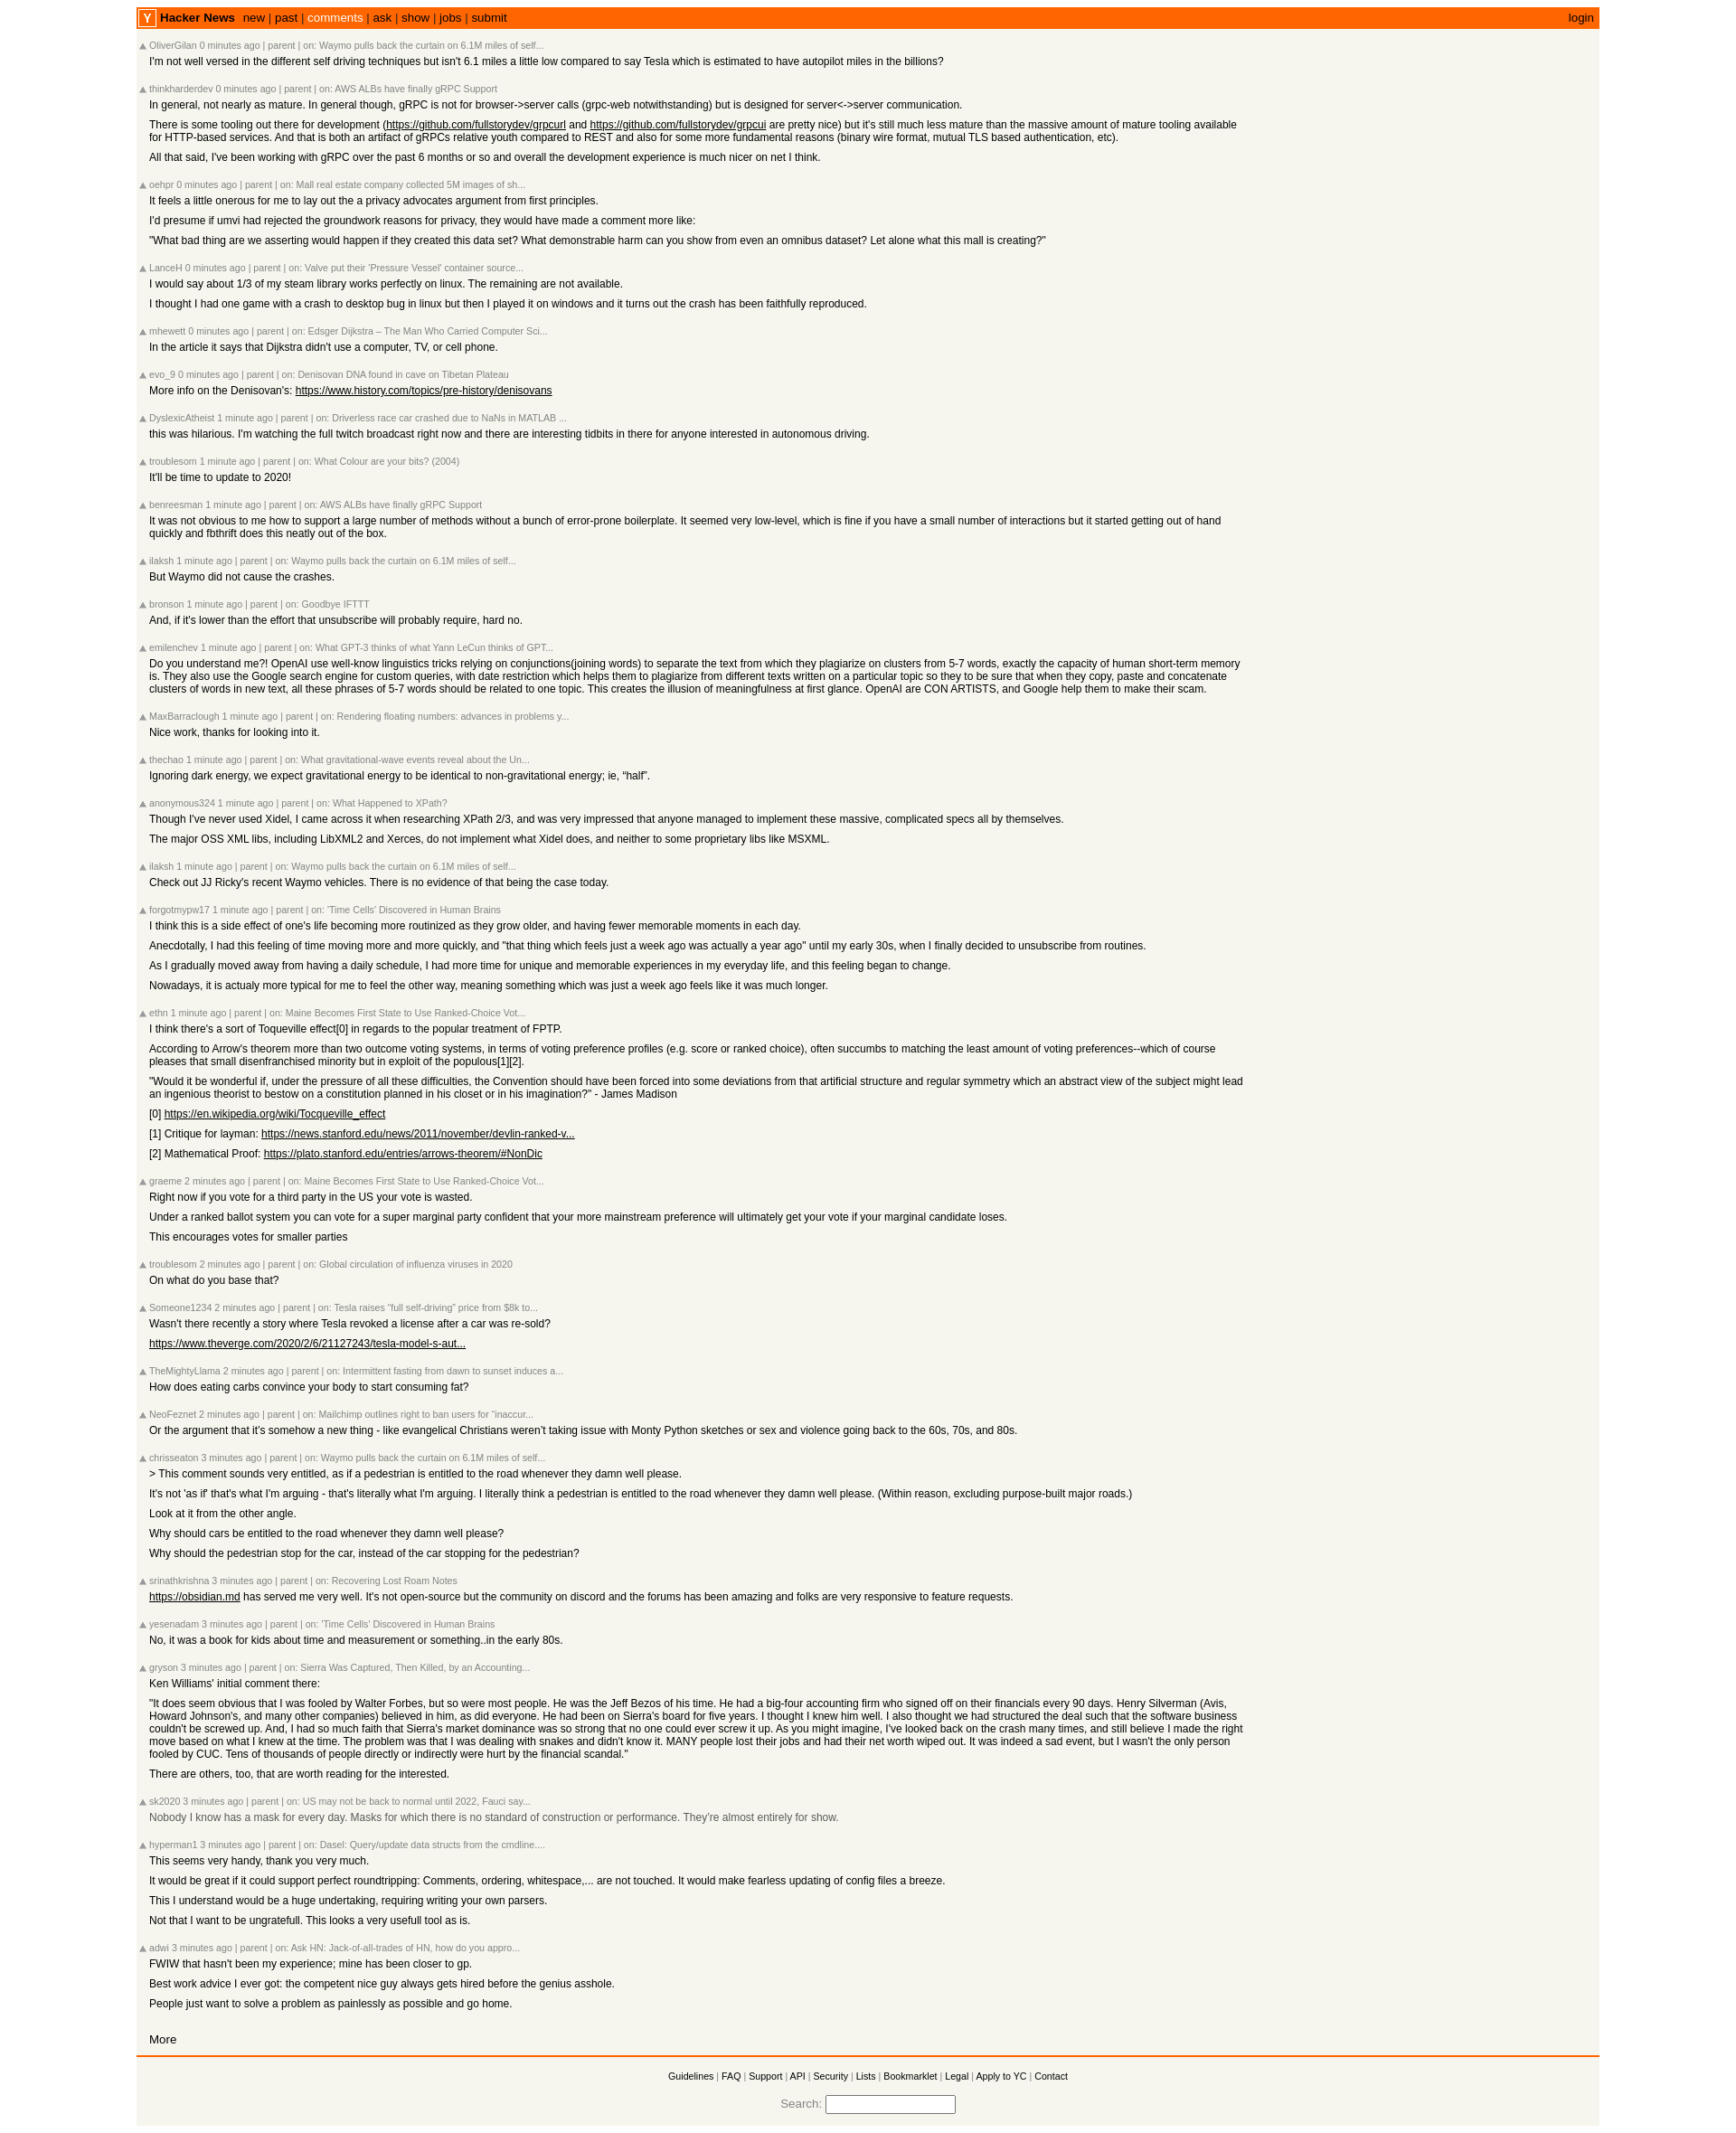 Y Hacker News new | past | comments | ask | show | jobs | submit login
OliverGilan 0 minutes ago | parent | on: Waymo pulls back the curtain on 6.1M miles of self...
I'm not well versed in the different self driving techniques but isn't 6.1 miles a little low compared to say Tesla which is estimated to have autopilot miles in the billions?
thinkharderdev 0 minutes ago | parent | on: AWS ALBs have finally gRPC Support
In general, not nearly as mature. In general though, gRPC is not for browser->server calls (grpc-web notwithstanding) but is designed for server<->server communication.
There is some tooling out there for development (https://github.com/fullstorydev/grpcurl and https://github.com/fullstorydev/grpcui are pretty nice) but it's still much less mature than the massive amount of mature tooling available
for HTTP-based services. And that is both an artifact of gRPCs relative youth compared to REST and also for some more fundamental reasons (binary wire format, mutual TLS based authentication, etc).
All that said, I've been working with gRPC over the past 6 months or so and overall the development experience is much nicer on net I think.
oehpr 0 minutes ago | parent | on: Mall real estate company collected 5M images of sh...
It feels a little onerous for me to lay out the a privacy advocates argument from first principles.
I'd presume if umvi had rejected the groundwork reasons for privacy, they would have made a comment more like:
"What bad thing are we asserting would happen if they created this data set? What demonstrable harm can you show from even an omnibus dataset? Let alone what this mall is creating?"
LanceH 0 minutes ago | parent | on: Valve put their 'Pressure Vessel' container source...
I would say about 1/3 of my steam library works perfectly on linux. The remaining are not available.
I thought I had one game with a crash to desktop bug in linux but then I played it on windows and it turns out the crash has been faithfully reproduced.
mhewett 0 minutes ago | parent | on: Edsger Dijkstra – The Man Who Carried Computer Sci...
In the article it says that Dijkstra didn't use a computer, TV, or cell phone.
evo_9 0 minutes ago | parent | on: Denisovan DNA found in cave on Tibetan Plateau
More info on the Denisovan's: https://www.history.com/topics/pre-history/denisovans
DyslexicAtheist 1 minute ago | parent | on: Driverless race car crashed due to NaNs in MATLAB ...
this was hilarious. I'm watching the full twitch broadcast right now and there are interesting tidbits in there for anyone interested in autonomous driving.
troublesom 1 minute ago | parent | on: What Colour are your bits? (2004)
It'll be time to update to 2020!
benreesman 1 minute ago | parent | on: AWS ALBs have finally gRPC Support
It was not obvious to me how to support a large number of methods without a bunch of error-prone boilerplate. It seemed very low-level, which is fine if you have a small number of interactions but it started getting out of hand
quickly and fbthrift does this neatly out of the box.
ilaksh 1 minute ago | parent | on: Waymo pulls back the curtain on 6.1M miles of self...
But Waymo did not cause the crashes.
bronson 1 minute ago | parent | on: Goodbye IFTTT
And, if it's lower than the effort that unsubscribe will probably require, hard no.
emilenchev 1 minute ago | parent | on: What GPT-3 thinks of what Yann LeCun thinks of GPT...
Do you understand me?! OpenAI use well-know linguistics tricks relying on conjunctions(joining words) to separate the text from which they plagiarize on clusters from 5-7 words, exactly the capacity of human short-term memory
is. They also use the Google search engine for custom queries, with date restriction which helps them to plagiarize from different texts written on a particular topic so they to be sure that when they copy, paste and concatenate
clusters of words in new text, all these phrases of 5-7 words should be related to one topic. This creates the illusion of meaningfulness at first glance. OpenAI are CON ARTISTS, and Google help them to make their scam.
MaxBarraclough 1 minute ago | parent | on: Rendering floating numbers: advances in problems y...
Nice work, thanks for looking into it.
thechao 1 minute ago | parent | on: What gravitational-wave events reveal about the Un...
Ignoring dark energy, we expect gravitational energy to be identical to non-gravitational energy; ie, “half”.
anonymous324 1 minute ago | parent | on: What Happened to XPath?
Though I've never used Xidel, I came across it when researching XPath 2/3, and was very impressed that anyone managed to implement these massive, complicated specs all by themselves.
The major OSS XML libs, including LibXML2 and Xerces, do not implement what Xidel does, and neither to some proprietary libs like MSXML.
ilaksh 1 minute ago | parent | on: Waymo pulls back the curtain on 6.1M miles of self...
Check out JJ Ricky's recent Waymo vehicles. There is no evidence of that being the case today.
forgotmypw17 1 minute ago | parent | on: 'Time Cells' Discovered in Human Brains
I think this is a side effect of one's life becoming more routinized as they grow older, and having fewer memorable moments in each day.
Anecdotally, I had this feeling of time moving more and more quickly, and "that thing which feels just a week ago was actually a year ago" until my early 30s, when I finally decided to unsubscribe from routines.
As I gradually moved away from having a daily schedule, I had more time for unique and memorable experiences in my everyday life, and this feeling began to change.
Nowadays, it is actualy more typical for me to feel the other way, meaning something which was just a week ago feels like it was much longer.
ethn 1 minute ago | parent | on: Maine Becomes First State to Use Ranked-Choice Vot...
I think there's a sort of Toqueville effect[0] in regards to the popular treatment of FPTP.
According to Arrow's theorem more than two outcome voting systems, in terms of voting preference profiles (e.g. score or ranked choice), often succumbs to matching the least amount of voting preferences--which of course
pleases that small disenfranchised minority but in exploit of the populous[1][2].
"Would it be wonderful if, under the pressure of all these difficulties, the Convention should have been forced into some deviations from that artificial structure and regular symmetry which an abstract view of the subject might lead
an ingenious theorist to bestow on a constitution planned in his closet or in his imagination?" - James Madison
[0] https://en.wikipedia.org/wiki/Tocqueville_effect
[1] Critique for layman: https://news.stanford.edu/news/2011/november/devlin-ranked-v...
[2] Mathematical Proof: https://plato.stanford.edu/entries/arrows-theorem/#NonDic
graeme 2 minutes ago | parent | on: Maine Becomes First State to Use Ranked-Choice Vot...
Right now if you vote for a third party in the US your vote is wasted.
Under a ranked ballot system you can vote for a super marginal party confident that your more mainstream preference will ultimately get your vote if your marginal candidate loses.
This encourages votes for smaller parties
troublesom 2 minutes ago | parent | on: Global circulation of influenza viruses in 2020
On what do you base that?
Someone1234 2 minutes ago | parent | on: Tesla raises “full self-driving” price from $8k to...
Wasn't there recently a story where Tesla revoked a license after a car was re-sold?
https://www.theverge.com/2020/2/6/21127243/tesla-model-s-aut...
TheMightyLlama 2 minutes ago | parent | on: Intermittent fasting from dawn to sunset induces a...
How does eating carbs convince your body to start consuming fat?
NeoFeznet 2 minutes ago | parent | on: Mailchimp outlines right to ban users for “inaccur...
Or the argument that it’s somehow a new thing - like evangelical Christians weren’t taking issue with Monty Python sketches or sex and violence going back to the 60s, 70s, and 80s.
chrisseaton 3 minutes ago | parent | on: Waymo pulls back the curtain on 6.1M miles of self...
> This comment sounds very entitled, as if a pedestrian is entitled to the road whenever they damn well please.
It's not 'as if' that's what I'm arguing - that's literally what I'm arguing. I literally think a pedestrian is entitled to the road whenever they damn well please. (Within reason, excluding purpose-built major roads.)
Look at it from the other angle.
Why should cars be entitled to the road whenever they damn well please?
Why should the pedestrian stop for the car, instead of the car stopping for the pedestrian?
srinathkrishna 3 minutes ago | parent | on: Recovering Lost Roam Notes
https://obsidian.md has served me very well. It's not open-source but the community on discord and the forums has been amazing and folks are very responsive to feature requests.
yesenadam 3 minutes ago | parent | on: 'Time Cells' Discovered in Human Brains
No, it was a book for kids about time and measurement or something..in the early 80s.
gryson 3 minutes ago | parent | on: Sierra Was Captured, Then Killed, by an Accounting...
Ken Williams' initial comment there:
"It does seem obvious that I was fooled by Walter Forbes, but so were most people. He was the Jeff Bezos of his time. He had a big-four accounting firm who signed off on their financials every 90 days. Henry Silverman (Avis,
Howard Johnson's, and many other companies) believed in him, as did everyone. He had been on Sierra's board for five years. I thought I knew him well. I also thought we had structured the deal such that the software business
couldn't be screwed up. And, I had so much faith that Sierra's market dominance was so strong that no one could ever screw it up. As you might imagine, I've looked back on the crash many times, and still believe I made the right
move based on what I knew at the time. The problem was that I was dealing with snakes and didn't know it. MANY people lost their jobs and had their net worth wiped out. It was indeed a sad event, but I wasn't the only person
fooled by CUC. Tens of thousands of people directly or indirectly were hurt by the financial scandal."
There are others, too, that are worth reading for the interested.
sk2020 3 minutes ago | parent | on: US may not be back to normal until 2022, Fauci say...
Nobody I know has a mask for every day. Masks for which there is no standard of construction or performance. They’re almost entirely for show.
hyperman1 3 minutes ago | parent | on: Dasel: Query/update data structs from the cmdline....
This seems very handy, thank you very much.
It would be great if it could support perfect roundtripping: Comments, ordering, whitespace,... are not touched. It would make fearless updating of config files a breeze.
This I understand would be a huge undertaking, requiring writing your own parsers.
Not that I want to be ungratefull. This looks a very usefull tool as is.
adwi 3 minutes ago | parent | on: Ask HN: Jack-of-all-trades of HN, how do you appro...
FWIW that hasn't been my experience; mine has been closer to gp.
Best work advice I ever got: the competent nice guy always gets hired before the genius asshole.
People just want to solve a problem as painlessly as possible and go home.
More
Guidelines | FAQ | Support | API | Security | Lists | Bookmarklet | Legal | Apply to YC | Contact
Search: